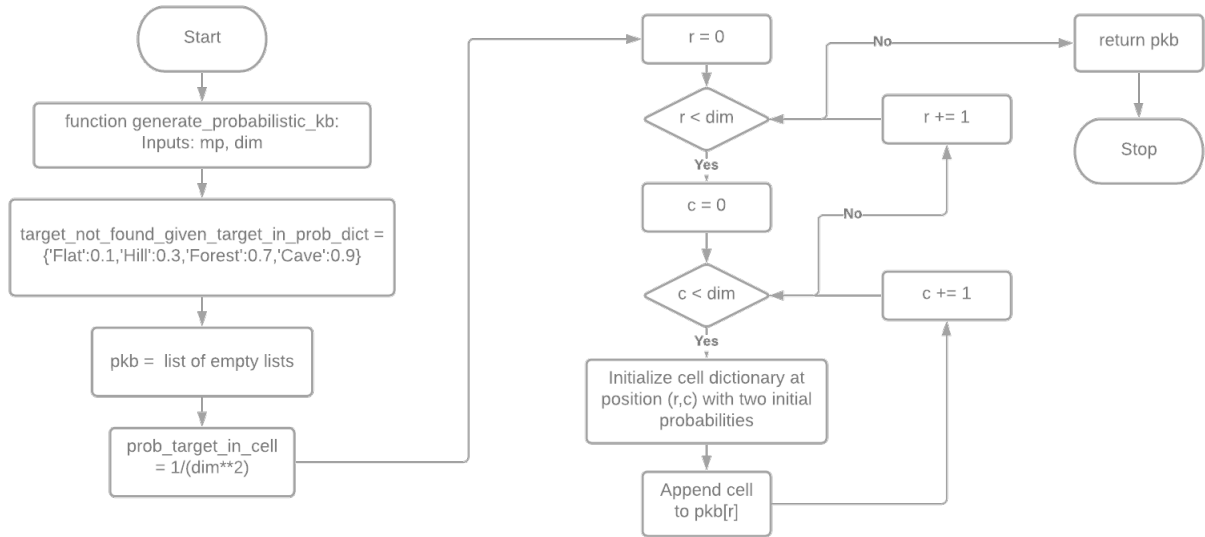 Start
function generate_probabilistic_kb:
Inputs: mp, dim
target_not_found_given_target_in_prob_dict =
{'Flat':0.1,'Hill':0.3,'Forest':0.7,'Cave':0.9}
pkb = list of empty lists
prob_target_in_cell
= 1/(dim**2)
r = 0
r < dim
Yes
c = 0
c < dim
Yes
Initialize cell dictionary at
position (r,c) with two initial
probabilities
Append cell
to pkb[r]
No
r += 1
No
c += 1
return pkb
Stop